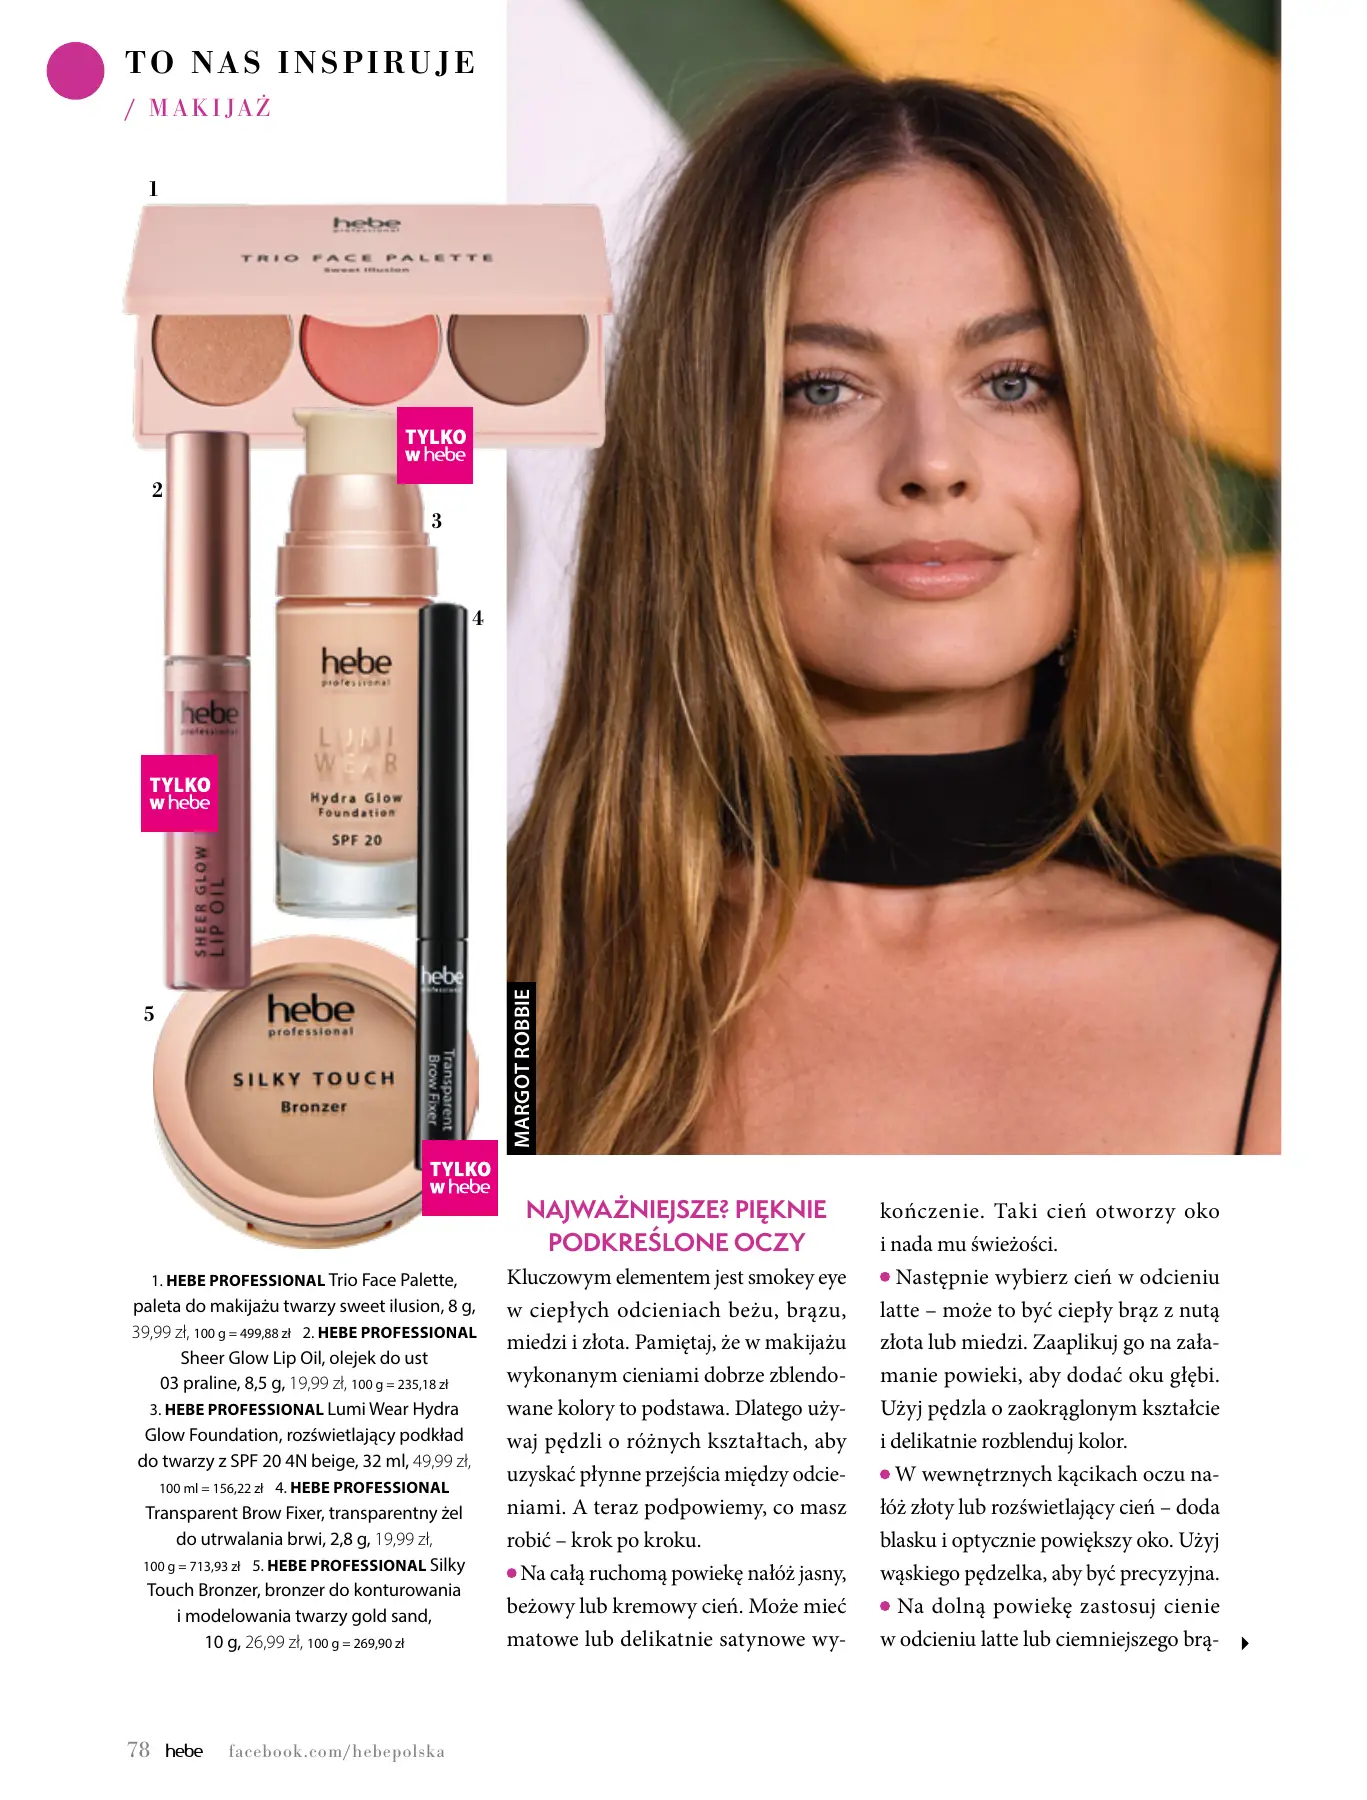 TO NAS INSPIRUJE
/ MAKIJAŻ
1
hebe
professional
TRIO FACE PALETTE
Sweet Illusion
TYLKO
w hebe
2
3
4
hebe
professional
LUMI
WEAR
Hydra Glow
Foundation
SPF 20
hebe
professional
TYLKO
w hebe
SHEER GLOW
LIP OIL
hebe
professional
Transparent
Brow Fixer
5
hebe
professional
SILKY TOUCH
Bronzer
TYLKO
w hebe
MARGOT ROBBIE
1. HEBE PROFESSIONAL Trio Face Palette,
paleta do makijażu twarzy sweet ilusion, 8 g,
39,99 zł, 100 g = 499,88 zł 2. HEBE PROFESSIONAL
Sheer Glow Lip Oil, olejek do ust
03 praline, 8,5 g, 19,99 zł, 100 g = 235,18 zł
3. HEBE PROFESSIONAL Lumi Wear Hydra
Glow Foundation, rozświetlający podkład
do twarzy z SPF 20 4N beige, 32 ml, 49,99 zł,
100 ml = 156,22 zł 4. HEBE PROFESSIONAL
Transparent Brow Fixer, transparentny żel
do utrwalania brwi, 2,8 g, 19,99 zł,
100 g = 713,93 zł 5. HEBE PROFESSIONAL Silky
Touch Bronzer, bronzer do konturowania
i modelowania twarzy gold sand,
10 g, 26,99 zł, 100 g = 269,90 zł
NAJWAŻNIEJSZE? PIĘKNIE
PODKREŚLONE OCZY
Kluczowym elementem jest smokey eye
w ciepłych odcieniach beżu, brązu,
miedzi i złota. Pamiętaj, że w makijażu
wykonanym cieniami dobrze zblendo-
wane kolory to podstawa. Dlatego uży-
waj pędzli o różnych kształtach, aby
uzyskać płynne przejścia między odcie-
niami. A teraz podpowiemy, co masz
robić – krok po kroku.
● Na całą ruchomą powiekę nałóż jasny,
beżowy lub kremowy cień. Może mieć
matowe lub delikatnie satynowe wy-
kończenie. Taki cień otworzy oko
i nada mu świeżości.
● Następnie wybierz cień w odcieniu
latte – może to być ciepły brąz z nutą
złota lub miedzi. Zaaplikuj go na zała-
manie powieki, aby dodać oku głębi.
Użyj pędzla o zaokrąglonym kształcie
i delikatnie rozblenduj kolor.
● W wewnętrznych kącikach oczu na-
łóż złoty lub rozświetlający cień – doda
blasku i optycznie powiększy oko. Użyj
wąskiego pędzelka, aby być precyzyjna.
● Na dolną powiekę zastosuj cienie
w odcieniu latte lub ciemniejszego brą-
78 hebe facebook.com/hebepolska